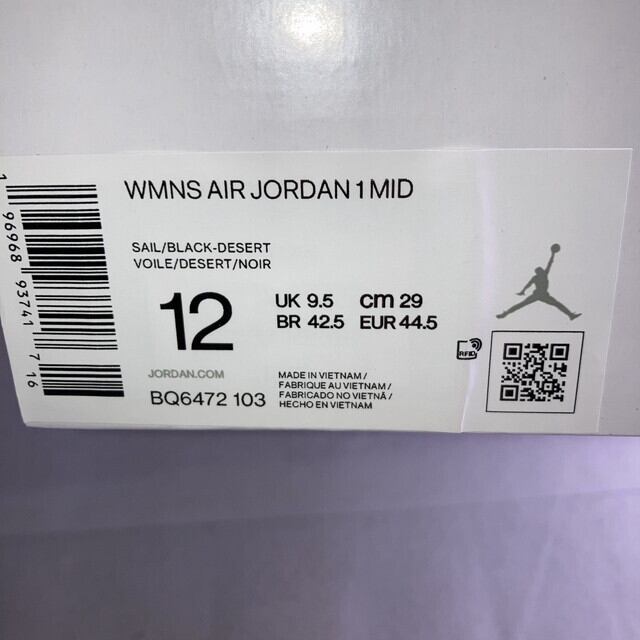 WMNS AIR JORDAN 1 MID
SAIL/BLACK-DESERT
VOILE/DESERT/NOIR
12
UK 9.5 cm 29
BR 42.5 EUR 44.5
JORDAN.COM
BQ6472 103
MADE IN VIETNAM /
FABRIQUE AU VIETNAM /
FABRICADO NO VIETNÃ /
HECHO EN VIETNAM
RFID
1 96968 93741 716